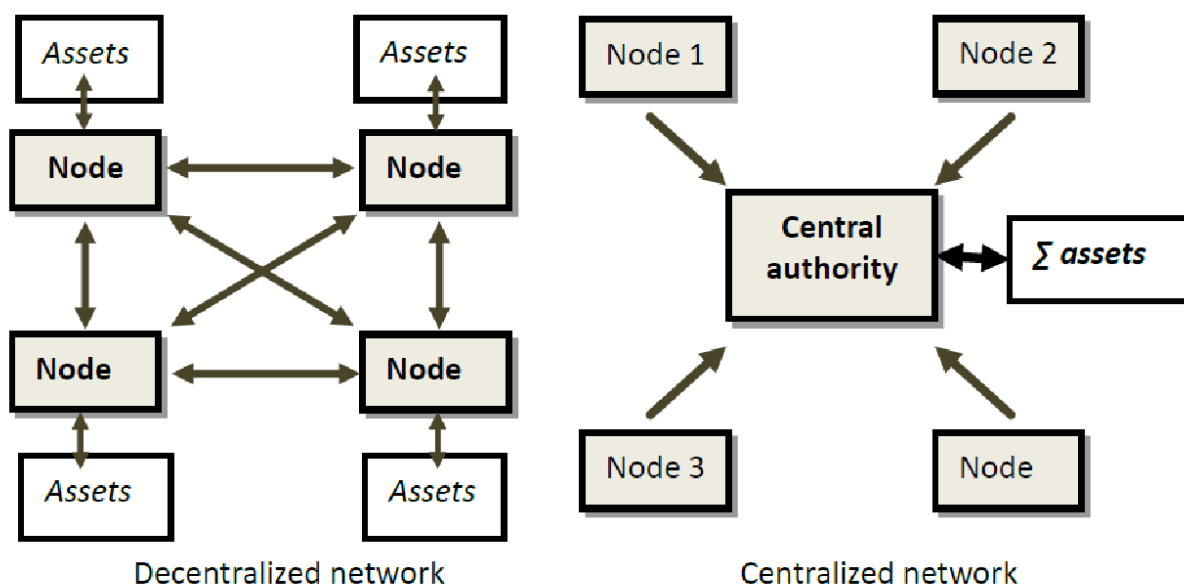 Assets
Assets
Node
Node
Node
Node
Assets
Assets
Decentralized network
Node 1
Node 2
Central
authority
∑ assets
Node 3
Node
Centralized network